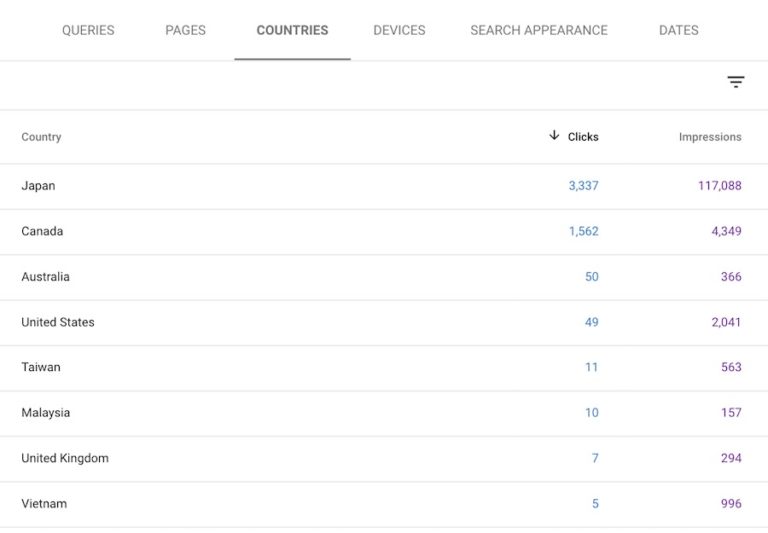 QUERIES PAGES COUNTRIES DEVICES SEARCH APPEARANCE DATES
Country Clicks Impressions
Japan 3,337 117,088
Canada 1,562 4,349
Australia 50 366
United States 49 2,041
Taiwan 11 563
Malaysia 10 157
United Kingdom 7 294
Vietnam 5 996